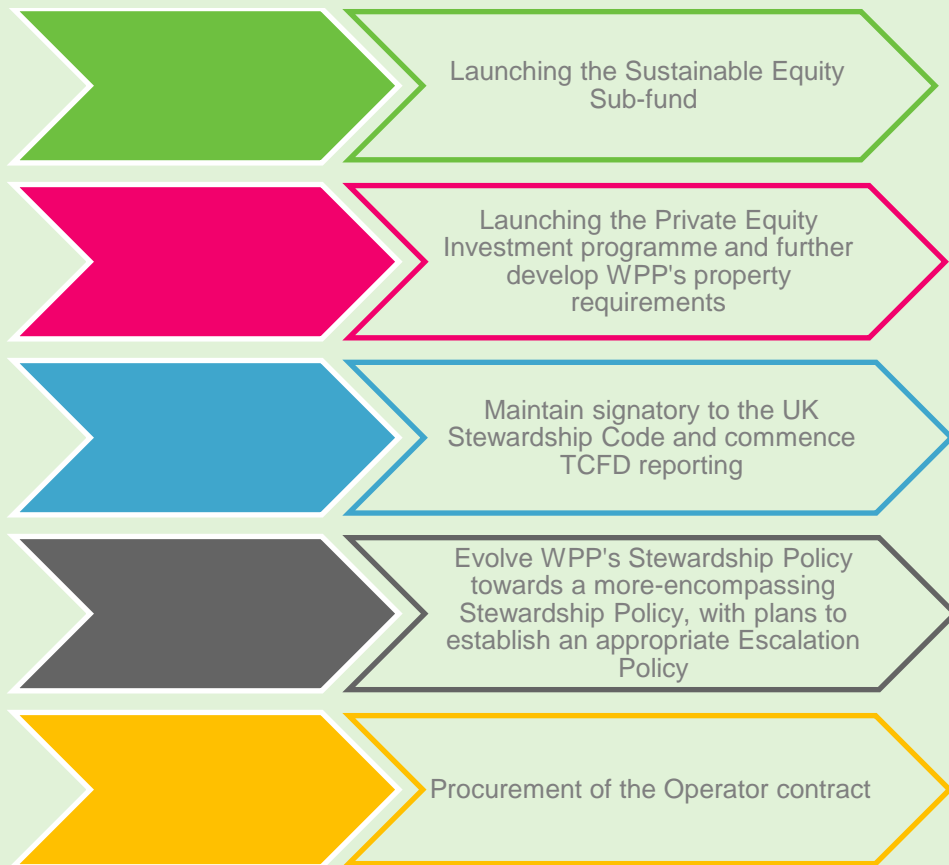 Launching the Sustainable Equity
Sub-fund
Launching the Private Equity
Investment programme and further
develop WPP's property
requirements
Maintain signatory to the UK
Stewardship Code and commence
TCFD reporting
Evolve WPP's Stewardship Policy
towards a more-encompassing
Stewardship Policy, with plans to
establish an appropriate Escalation
Policy
Procurement of the Operator contract